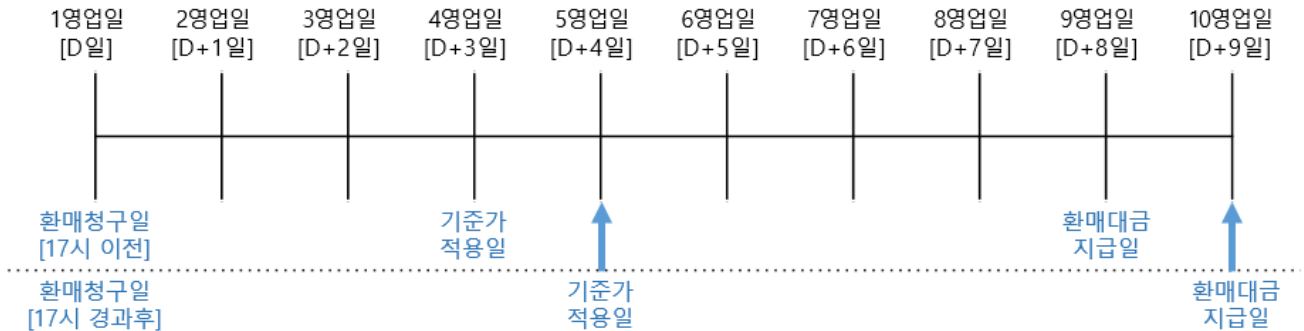 1영업일 2영업일 3영업일 4영업일 5영업일 6영업일 7영업일 8영업일 9영업일 10영업일
[D일] [D+1일] [D+2일] [D+3일] [D+4일] [D+5일] [D+6일] [D+7일] [D+8일] [D+9일]
환매청구일 기준가 환매대금
[17시 이전] 적용일 지급일
환매청구일 기준가 환매대금
[17시 경과후] 적용일 지급일